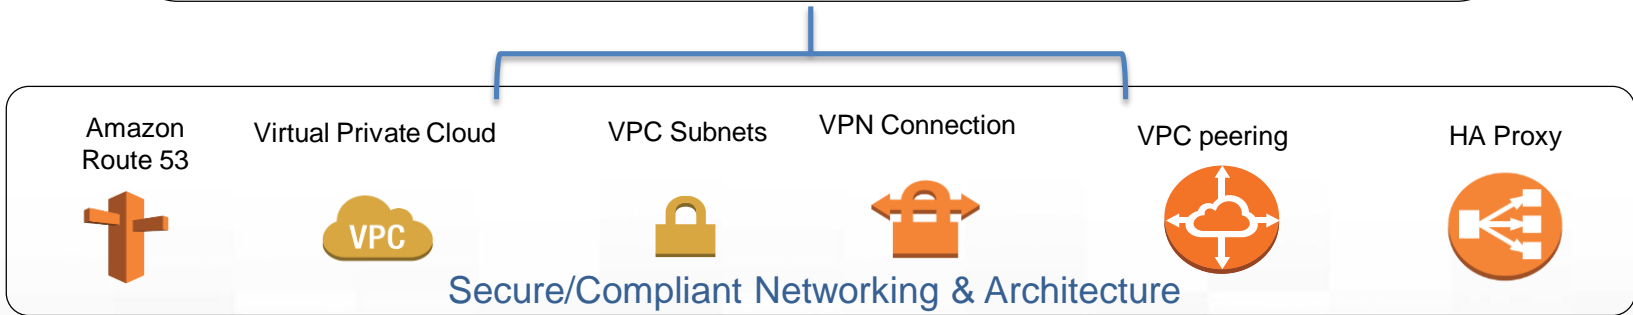 Amazon
Route 53
Virtual Private Cloud
VPC Subnets
VPN Connection
VPC peering
HA Proxy
VPC
Secure/Compliant Networking & Architecture